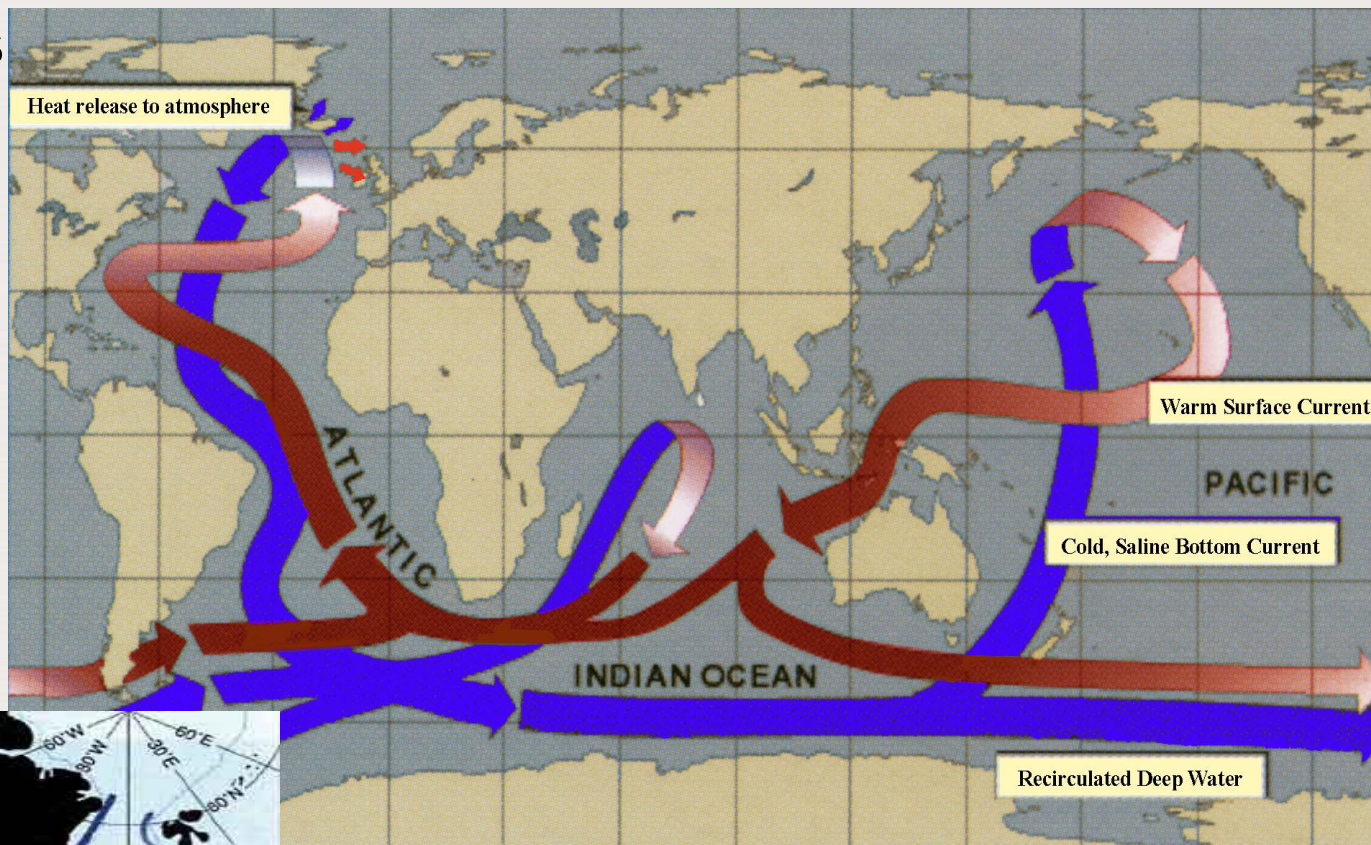 Heat release to atmosphere
Warm Surface Current
ATLANTIC
PACIFIC
Cold, Saline Bottom Current
INDIAN OCEAN
Recirculated Deep Water
60°W
30°W
30°E
60°E
60°N